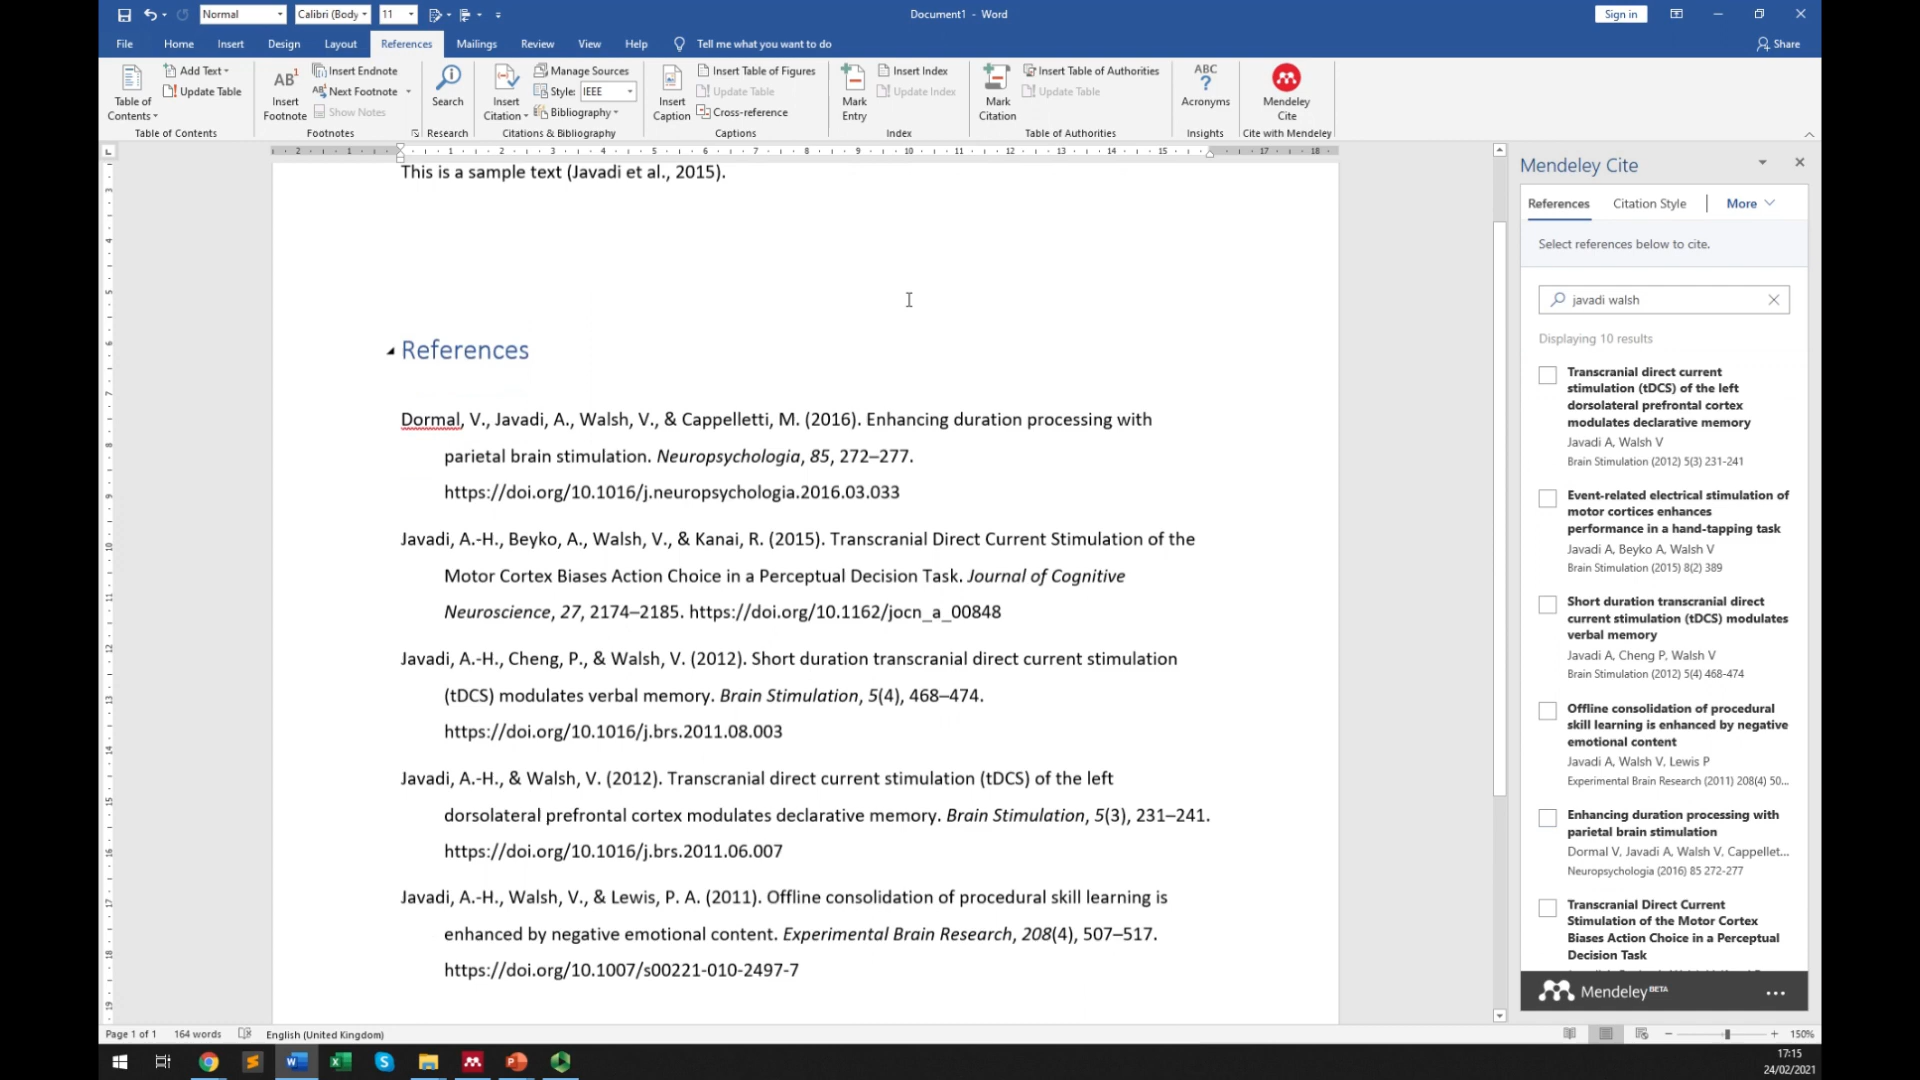 Normal
Calibri (Body
11
Document1 - Word
Sign in
File
Home
Insert
Design
Layout
References
Mailings
Review
View
Help
Tell me what you want to do
Share
Table of Contents
Add Text
Update Table
Table of Contents
AB1
Insert Footnote
Insert Endnote
Next Footnote
Show Notes
Footnotes
Search
Research
Insert Citation
Manage Sources
Style: IEEE
Bibliography
Citations & Bibliography
Insert Caption
Insert Table of Figures
Update Table
Cross-reference
Captions
Mark Entry
Insert Index
Update Index
Index
Mark Citation
Insert Table of Authorities
Update Table
Table of Authorities
ABC
?
Acronyms
Insights
Mendeley Cite
Cite with Mendeley
This is a sample text (Javadi et al., 2015).
References
Dormal, V., Javadi, A., Walsh, V., & Cappelletti, M. (2016). Enhancing duration processing with
parietal brain stimulation. Neuropsychologia, 85, 272–277.
https://doi.org/10.1016/j.neuropsychologia.2016.03.033
Javadi, A.-H., Beyko, A., Walsh, V., & Kanai, R. (2015). Transcranial Direct Current Stimulation of the
Motor Cortex Biases Action Choice in a Perceptual Decision Task. Journal of Cognitive
Neuroscience, 27, 2174–2185. https://doi.org/10.1162/jocn_a_00848
Javadi, A.-H., Cheng, P., & Walsh, V. (2012). Short duration transcranial direct current stimulation
(tDCS) modulates verbal memory. Brain Stimulation, 5(4), 468–474.
https://doi.org/10.1016/j.brs.2011.08.003
Javadi, A.-H., & Walsh, V. (2012). Transcranial direct current stimulation (tDCS) of the left
dorsolateral prefrontal cortex modulates declarative memory. Brain Stimulation, 5(3), 231–241.
https://doi.org/10.1016/j.brs.2011.06.007
Javadi, A.-H., Walsh, V., & Lewis, P. A. (2011). Offline consolidation of procedural skill learning is
enhanced by negative emotional content. Experimental Brain Research, 208(4), 507–517.
https://doi.org/10.1007/s00221-010-2497-7
Mendeley Cite
References
Citation Style
More
Select references below to cite.
javadi walsh
Displaying 10 results
Transcranial direct current
stimulation (tDCS) of the left
dorsolateral prefrontal cortex
modulates declarative memory
Javadi A, Walsh V
Brain Stimulation (2012) 5(3) 231-241
Event-related electrical stimulation of
motor cortices enhances
performance in a hand-tapping task
Javadi A, Beyko A, Walsh V
Brain Stimulation (2015) 8(2) 389
Short duration transcranial direct
current stimulation (tDCS) modulates
verbal memory
Javadi A, Cheng P, Walsh V
Brain Stimulation (2012) 5(4) 468-474
Offline consolidation of procedural
skill learning is enhanced by negative
emotional content
Javadi A, Walsh V, Lewis P
Experimental Brain Research (2011) 208(4) 50...
Enhancing duration processing with
parietal brain stimulation
Dormal V, Javadi A, Walsh V, Cappellet...
Neuropsychologia (2016) 85 272-277
Transcranial Direct Current
Stimulation of the Motor Cortex
Biases Action Choice in a Perceptual
Decision Task
Mendeley BETA
Page 1 of 1
164 words
English (United Kingdom)
150%
17:15
24/02/2021